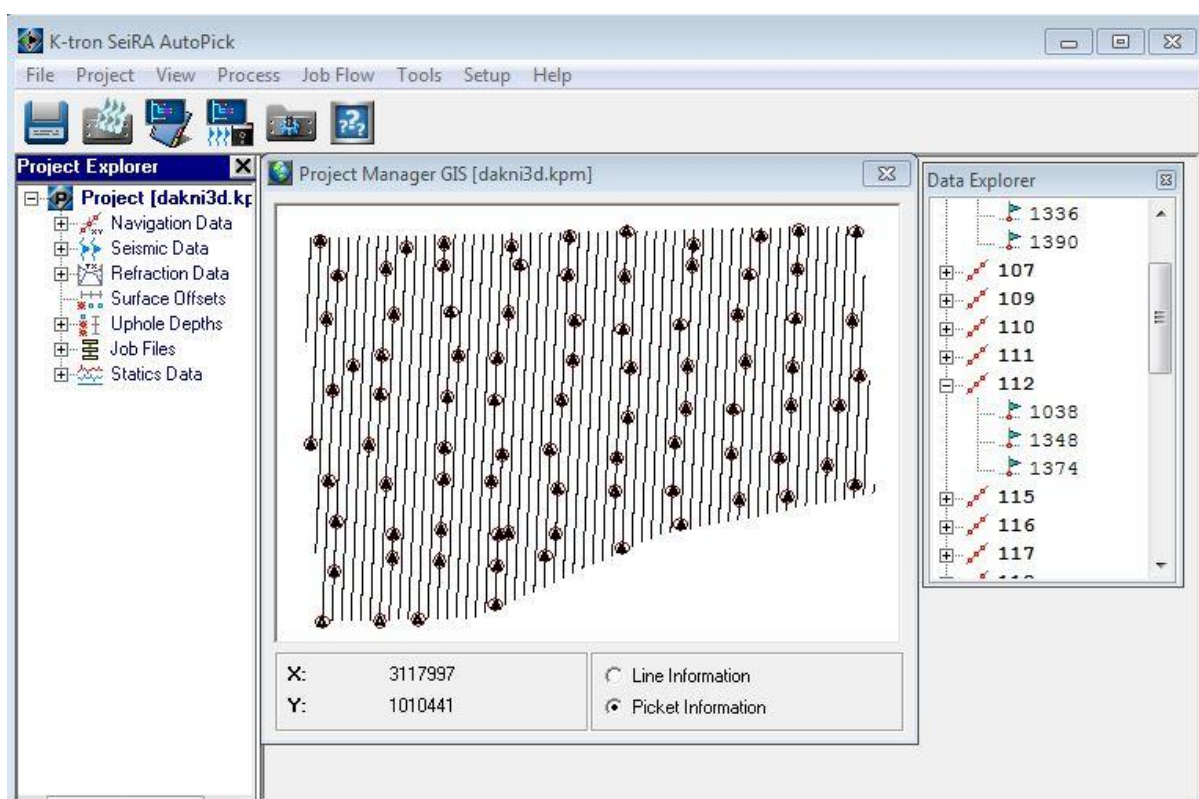 K-tron SeiRA AutoPick
File Project View Process Job Flow Tools Setup Help
Project Explorer
Project [dakni3d.kp
Navigation Data
Seismic Data
Refraction Data
Surface Offsets
Uphole Depths
Job Files
Statics Data
Project Manager GIS [dakni3d.kpm]
X: 3117997
Y: 1010441
Line Information
Picket Information
Data Explorer
1336
1390
107
109
110
111
112
1038
1348
1374
115
116
117